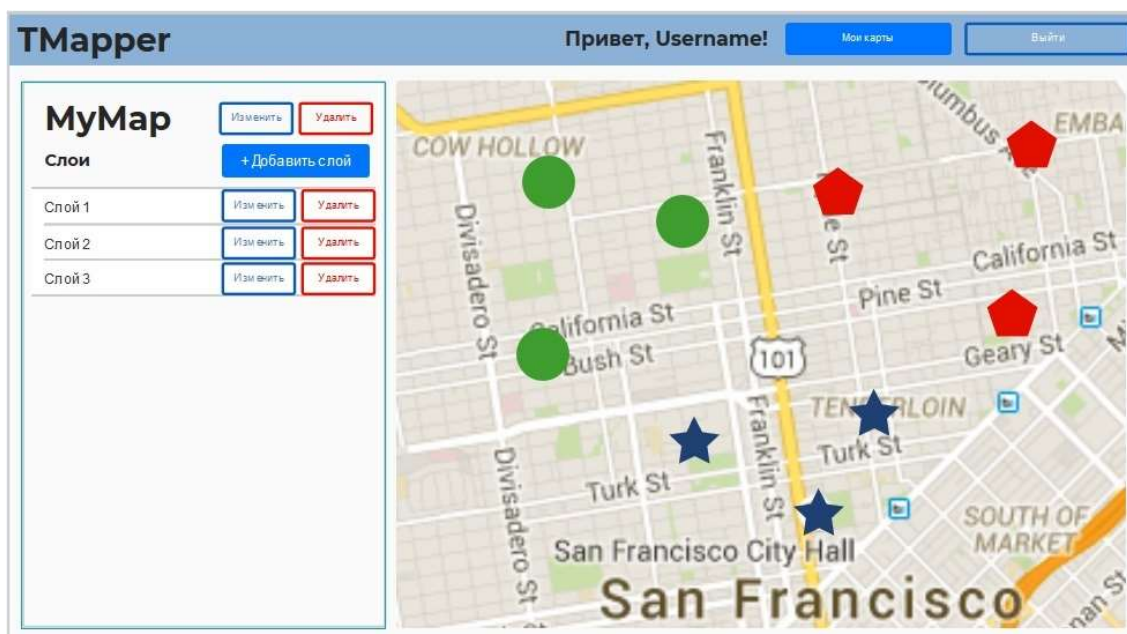 TMapper
Привет, Username!
Мои карты
Выйти
MyMap
Изменить
Удалить
Слои
+Добавить слой
Слой 1
Изменить
Удалить
Слой 2
Изменить
Удалить
Слой 3
Изменить
Удалить
COW HOLLOW
Franklin St
EMBA
Divisadero St
St
California St
Pine St
California St
Bush St
101
Geary St
Franklin St
Turk St
Divisadero St
Turk St
SOUTH OF
MARKET
San Francisco City Hall
San Francisco